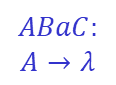 ABaC:
A → λ